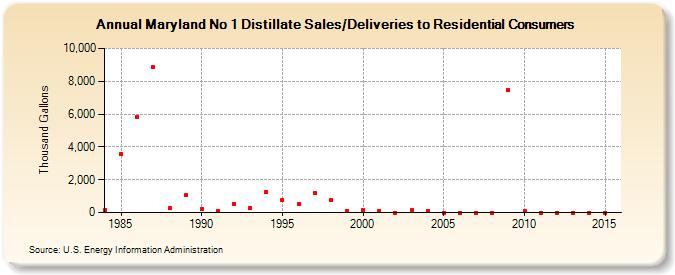 Annual Maryland No 1 Distillate Sales/Deliveries to Residential Consumers
Thousand Gallons
10,000
8,000
6,000
4,000
2,000
0
1985 1990 1995 2000 2005 2010 2015
Source: U.S. Energy Information Administration